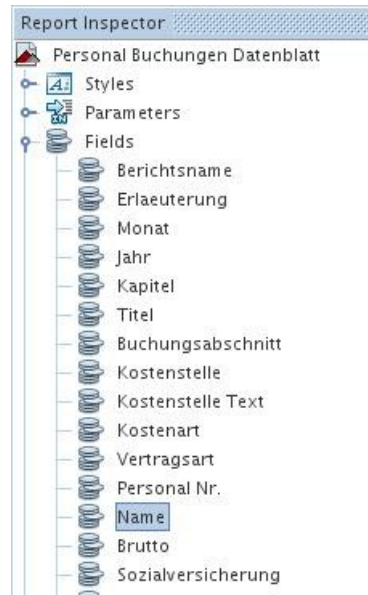 Report Inspector
Personal Buchungen Datenblatt
Styles
Parameters
Fields
Berichtsname
Erlaeuterung
Monat
Jahr
Kapitel
Titel
Buchungsabschnitt
Kostenstelle
Kostenstelle Text
Kostenart
Vertragsart
Personal Nr.
Name
Brutto
Sozialversicherung